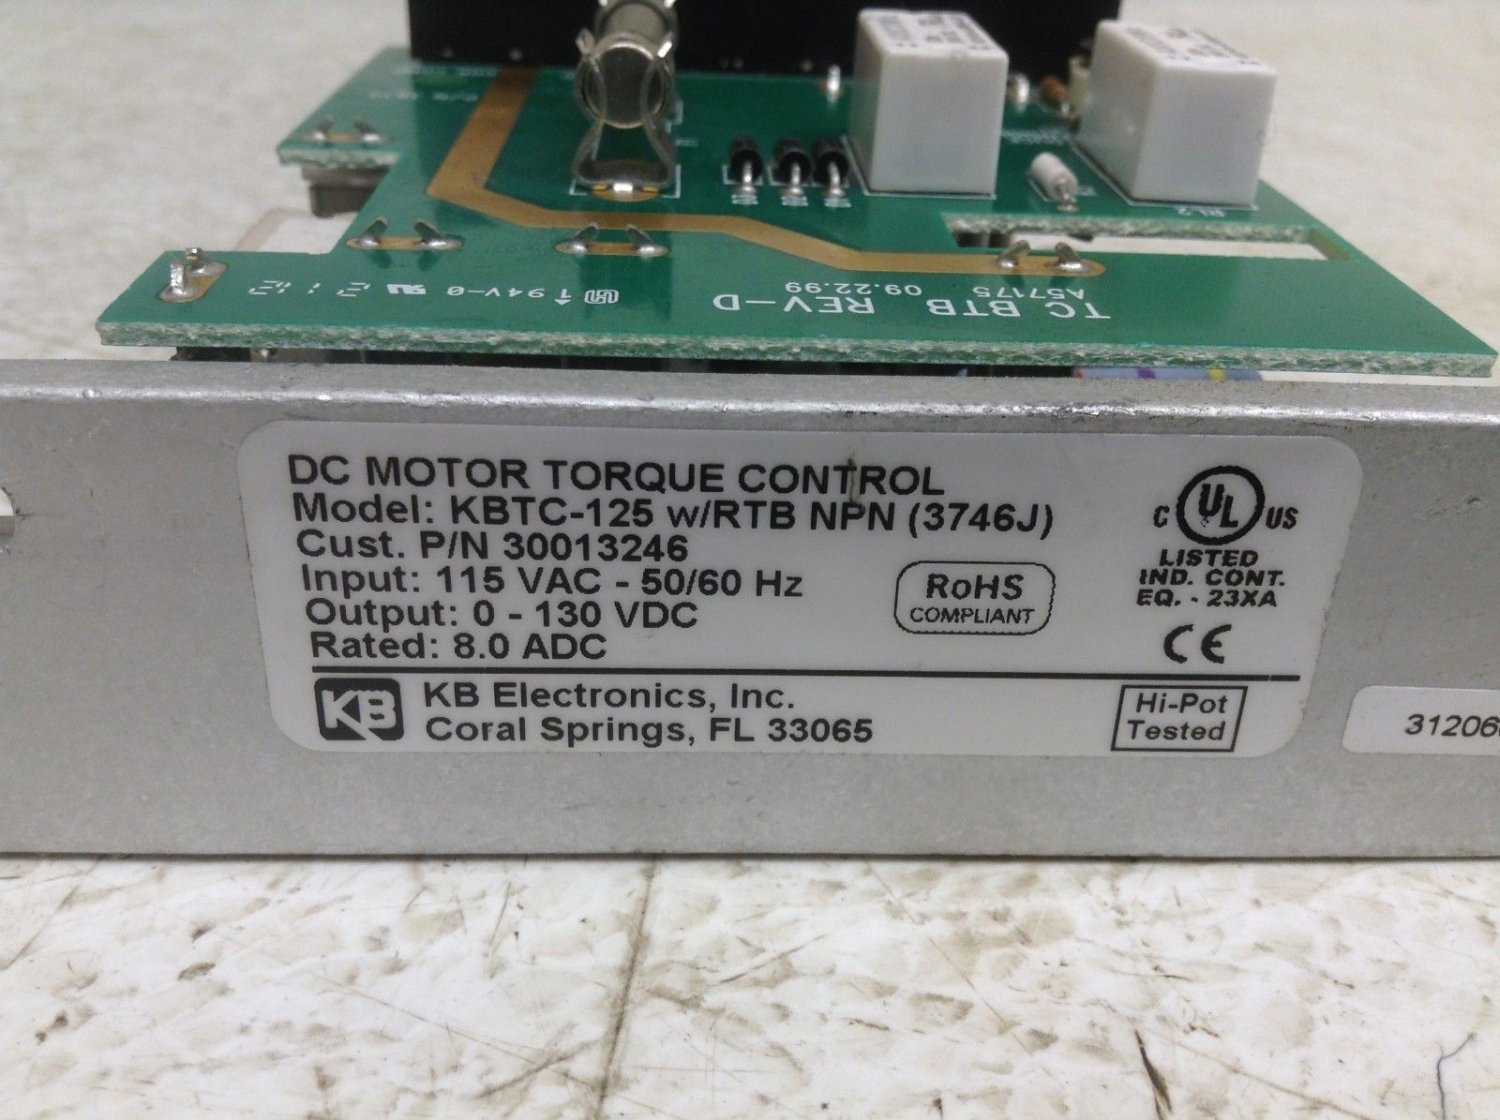 RL2
TC BTB REV-D
A57175 09.22.99
94V-0
2112
DC MOTOR TORQUE CONTROL
Model: KBTC-125 w/RTB NPN (3746J)
Cust. P/N 30013246
Input: 115 VAC - 50/60 Hz
Output: 0 - 130 VDC
Rated: 8.0 ADC
RoHS
COMPLIANT
C UL US
LISTED
IND. CONT.
EQ. - 23XA
CE
KB
KB Electronics, Inc.
Coral Springs, FL 33065
Hi-Pot
Tested